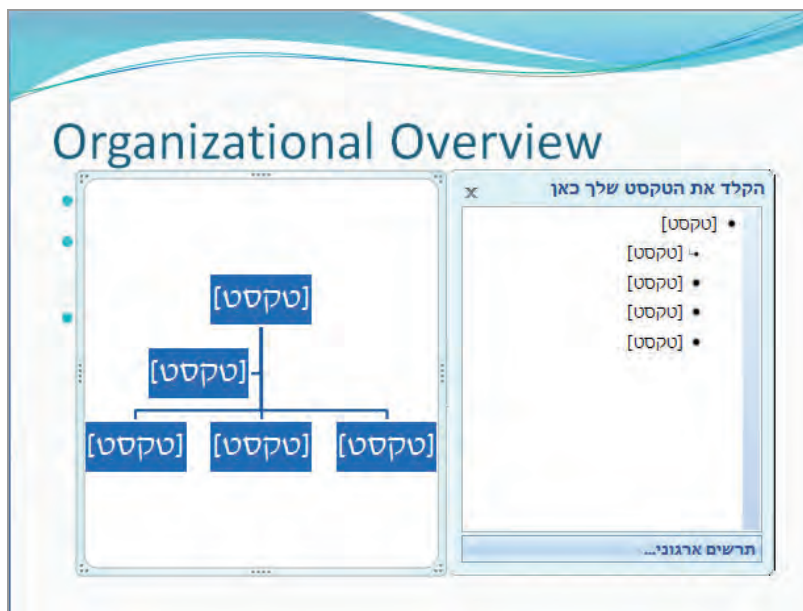 Organizational Overview
[טקסט]
[טקסט]
[טקסט] [טקסט] [טקסט]
הקלד את הטקסט שלך כאן
x
[טקסט]
[טקסט]
[טקסט]
[טקסט]
[טקסט]
תרשים ארגוני...